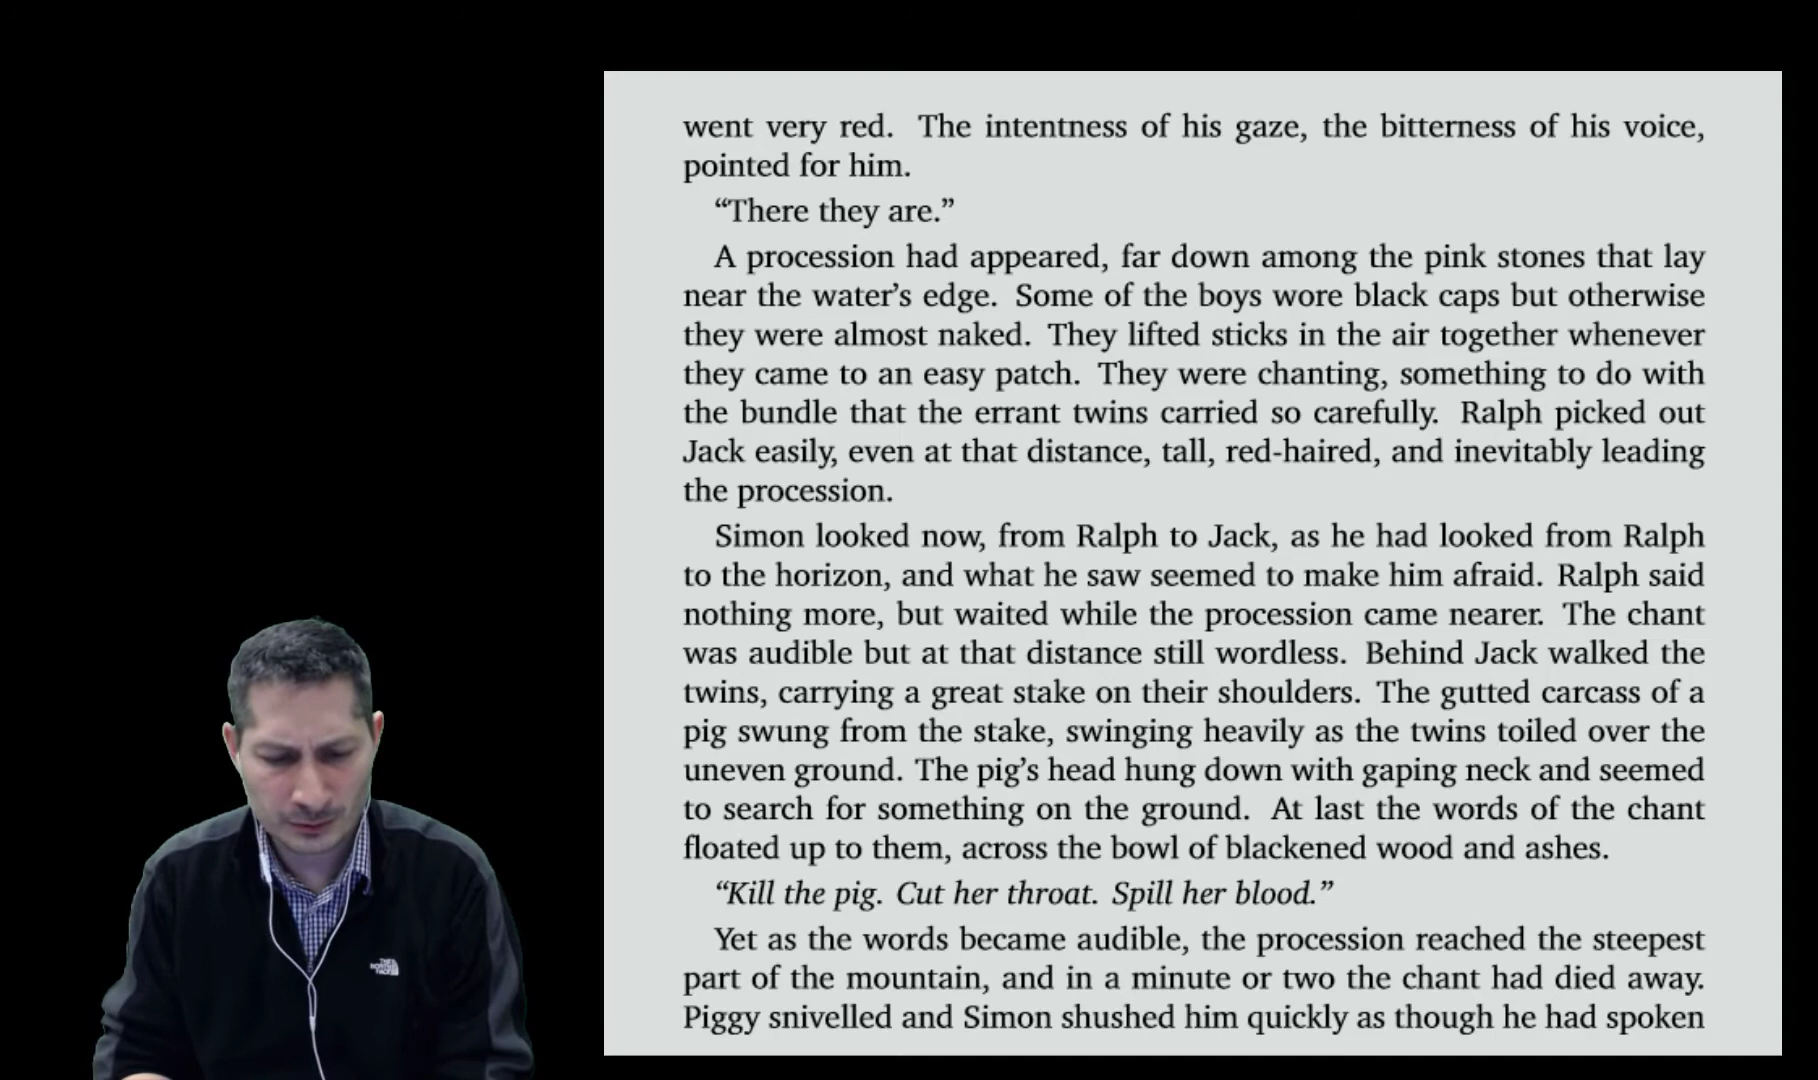 went very red. The intentness of his gaze, the bitterness of his voice,
pointed for him.
“There they are.”
A procession had appeared, far down among the pink stones that lay
near the water’s edge. Some of the boys wore black caps but otherwise
they were almost naked. They lifted sticks in the air together whenever
they came to an easy patch. They were chanting, something to do with
the bundle that the errant twins carried so carefully. Ralph picked out
Jack easily, even at that distance, tall, red-haired, and inevitably leading
the procession.
Simon looked now, from Ralph to Jack, as he had looked from Ralph
to the horizon, and what he saw seemed to make him afraid. Ralph said
nothing more, but waited while the procession came nearer. The chant
was audible but at that distance still wordless. Behind Jack walked the
twins, carrying a great stake on their shoulders. The gutted carcass of a
pig swung from the stake, swinging heavily as the twins toiled over the
uneven ground. The pig’s head hung down with gaping neck and seemed
to search for something on the ground. At last the words of the chant
floated up to them, across the bowl of blackened wood and ashes.
“Kill the pig. Cut her throat. Spill her blood.”
Yet as the words became audible, the procession reached the steepest
part of the mountain, and in a minute or two the chant had died away.
Piggy snivelled and Simon shushed him quickly as though he had spoken
THE
NORTH
FACE